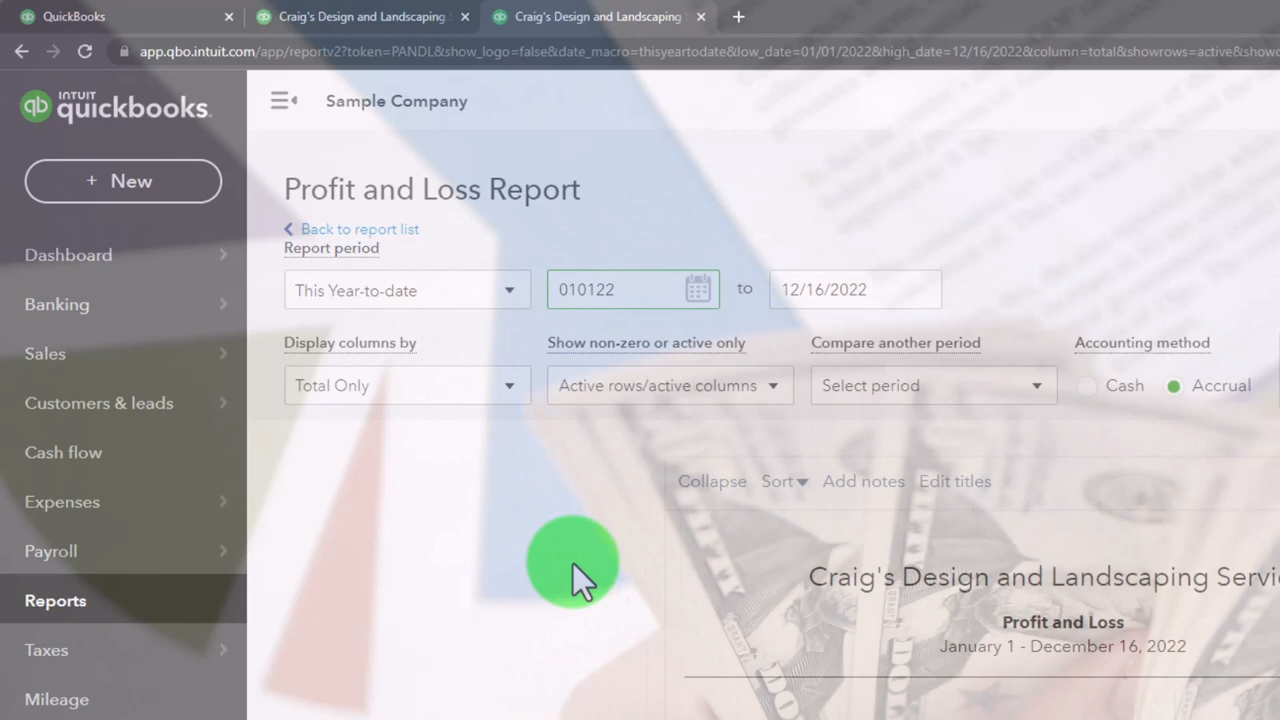 QuickBooks
Craig's Design and Landscaping
Craig's Design and Landscaping
app.qbo.intuit.com/app/reportv2?token=PANDL&show_logo=false&date_macro=thisyeartodate&low_date=01/01/2022&high_date=12/16/2022&column=total&showrows=active&showc
INTUIT
quickbooks.
Sample Company
+ New
Profit and Loss Report
Back to report list
Report period
This Year-to-date
010122
to
12/16/2022
Display columns by
Show non-zero or active only
Compare another period
Accounting method
Total Only
Active rows/active columns
Select period
Cash
Accrual
Dashboard
Banking
Sales
Customers & leads
Cash flow
Expenses
Payroll
Reports
Taxes
Mileage
Collapse
Sort
Add notes
Edit titles
Craig's Design and Landscaping Servi
Profit and Loss
January 1 - December 16, 2022